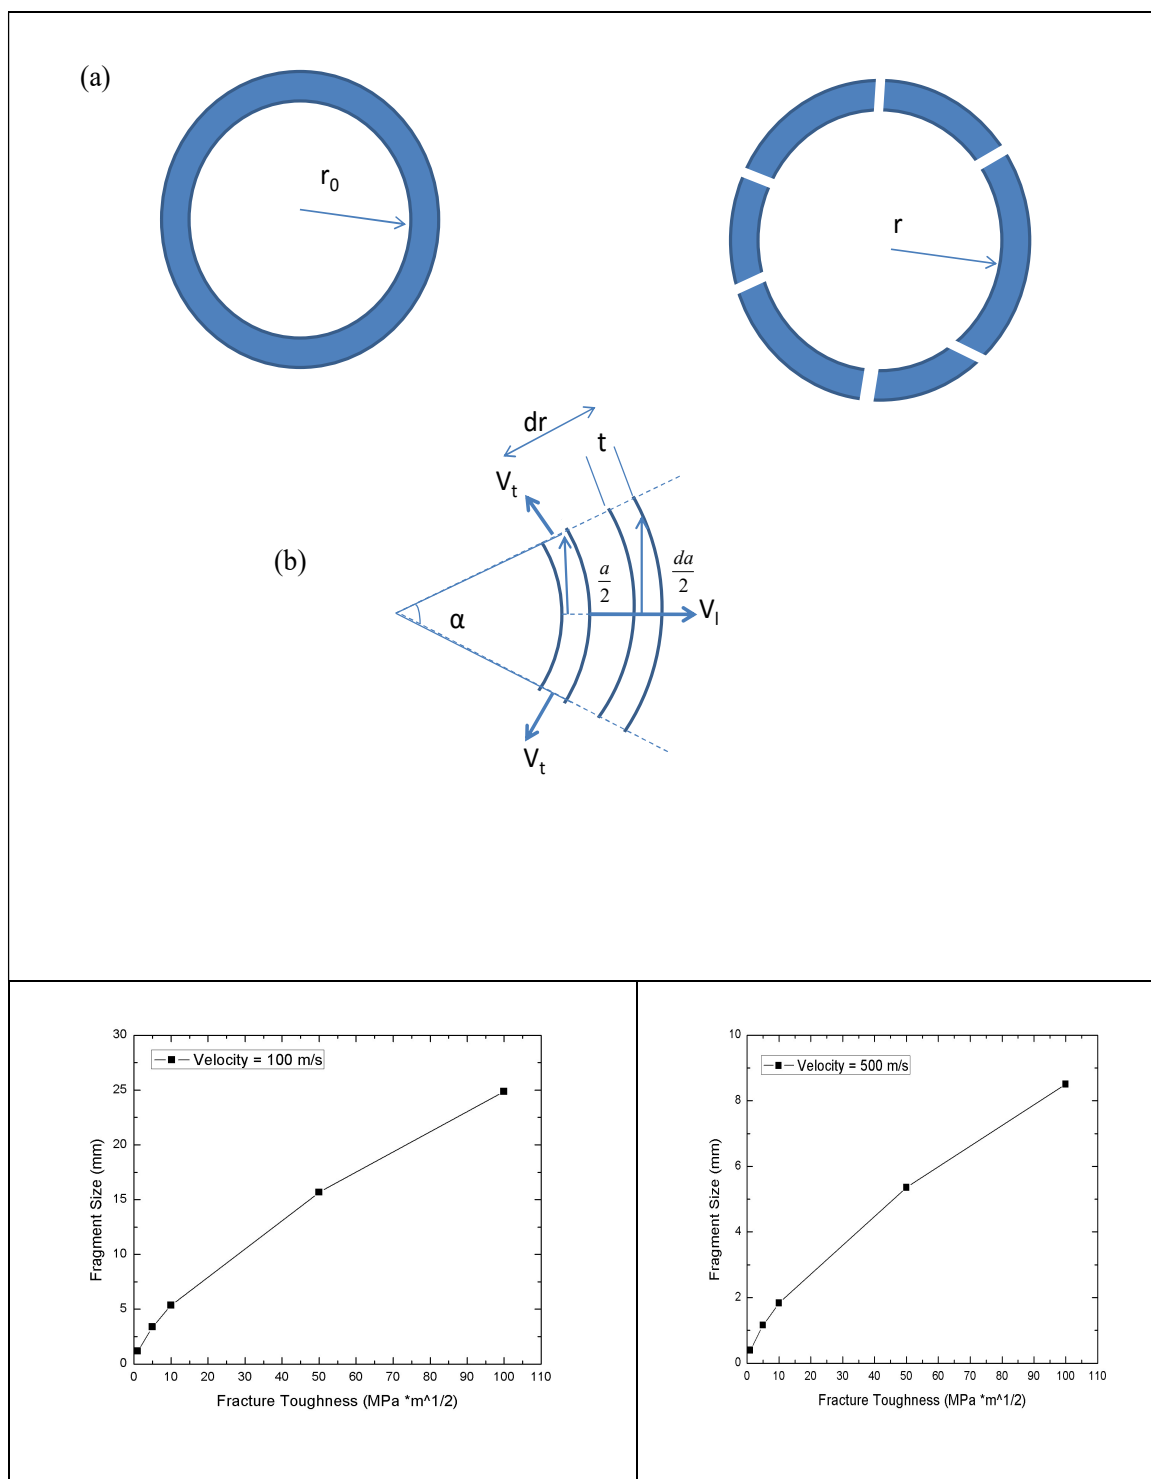 (a)
r0
r
dr
t
Vt
(b)
a/2
da/2
α
Vl
Vt
30
25
20
15
10
5
0
Velocity = 100 m/s
Fragment Size (mm)
0 10 20 30 40 50 60 70 80 90 100 110
Fracture Toughness (MPa *m^1/2)
10
8
6
4
2
0
Velocity = 500 m/s
Fragment Size (mm)
0 10 20 30 40 50 60 70 80 90 100 110
Fracture Toughness (MPa *m^1/2)